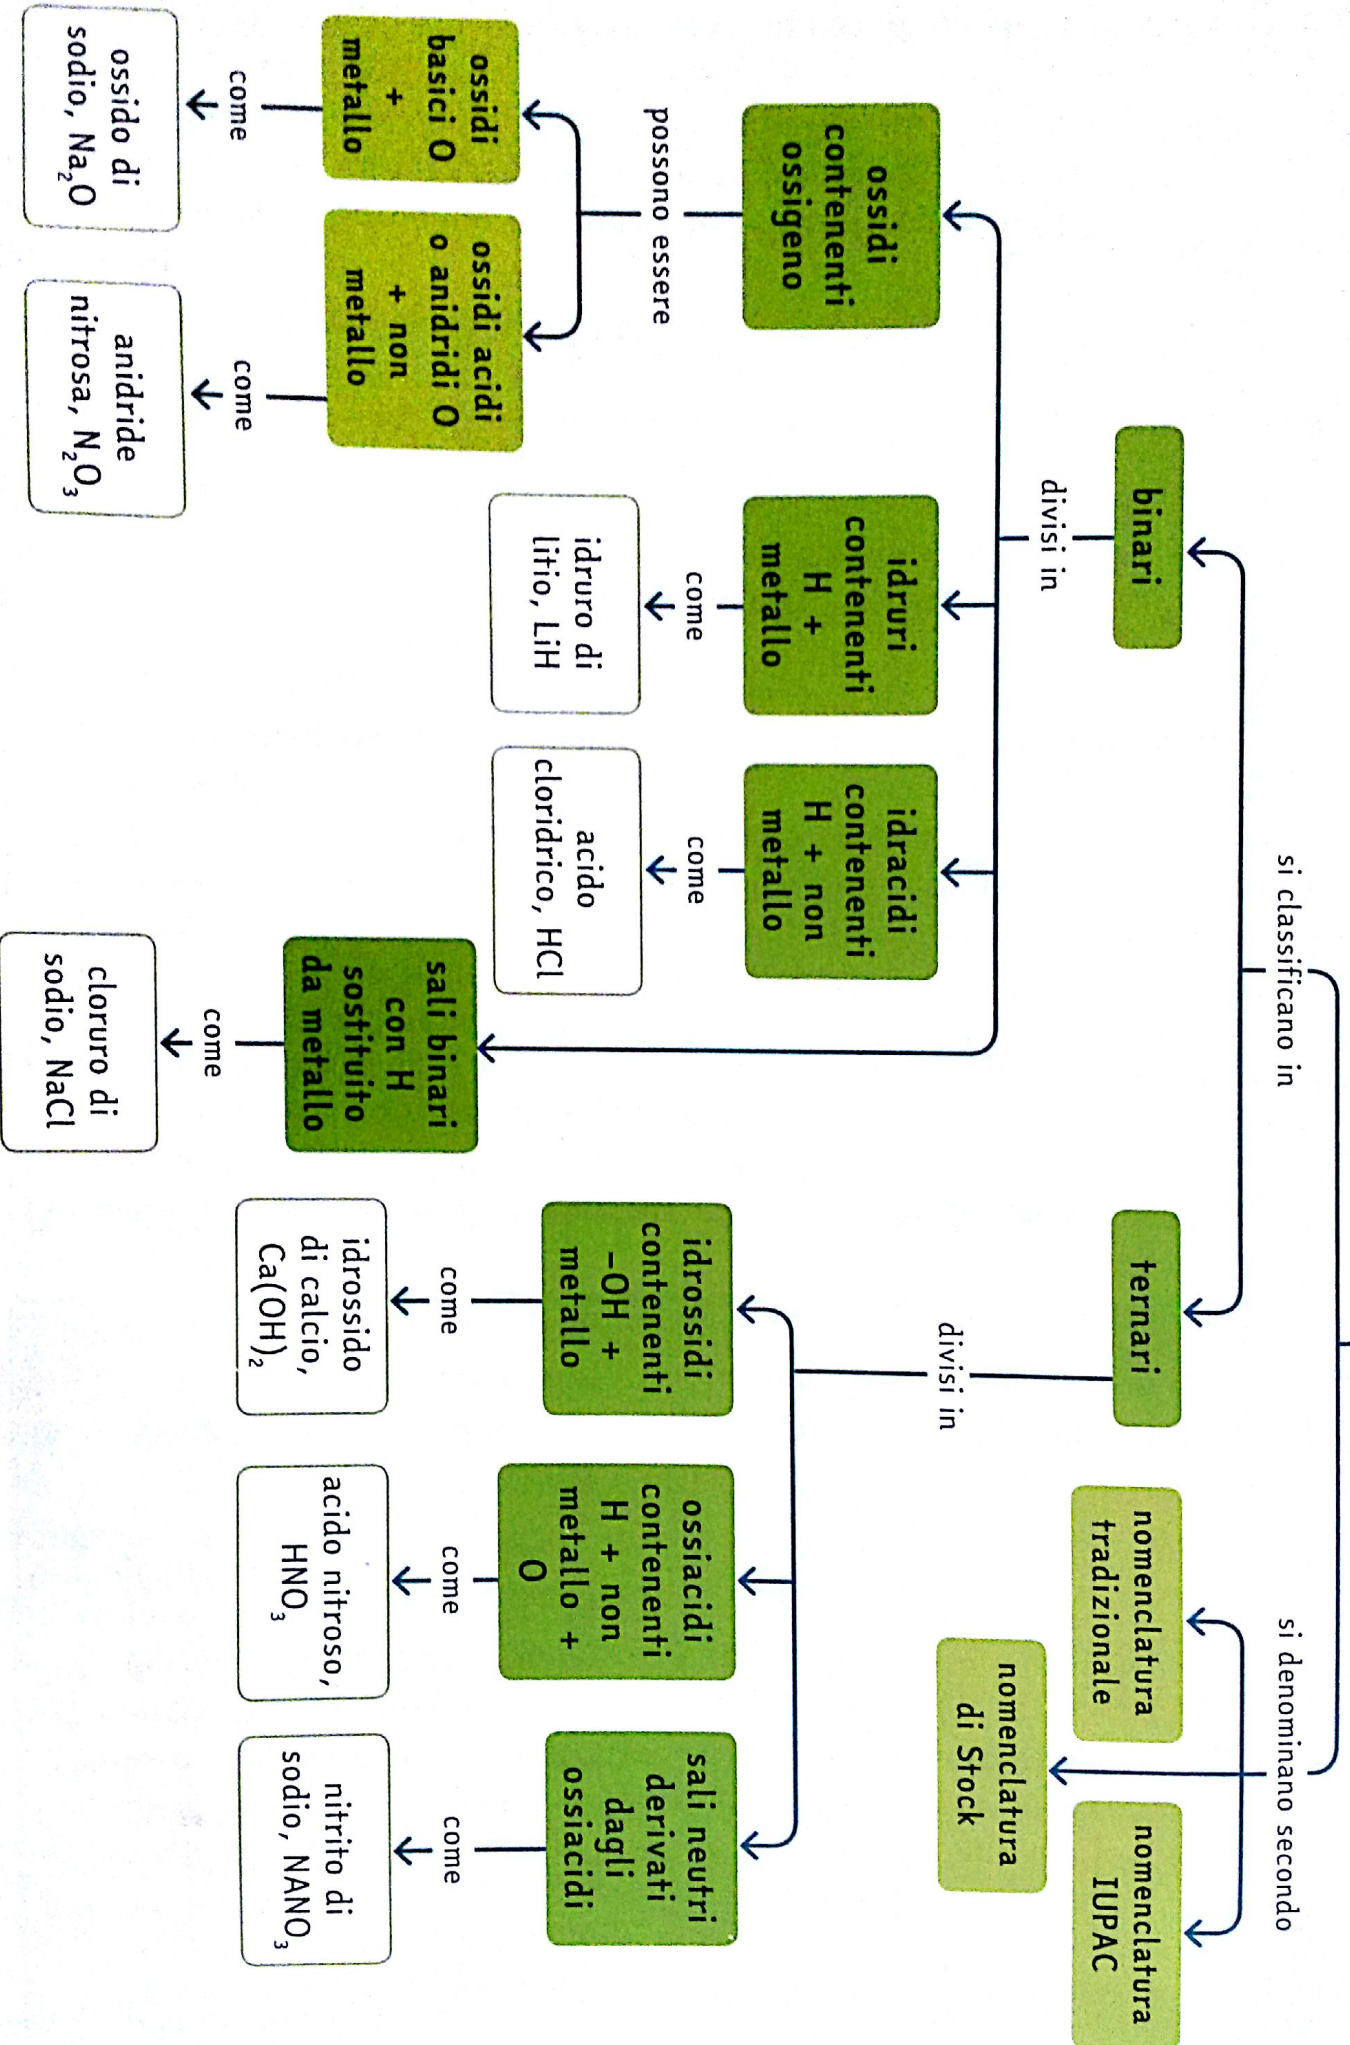 si classificano in
si denominano secondo
binari
ternari
nomenclatura
tradizionale
nomenclatura
IUPAC
nomenclatura
di Stock
divisi in
divisi in
ossidi
contenenti
ossigeno
idruri
contenenti
H +
metallo
idracidi
contenenti
H + non
metallo
sali binari
con H
sostituito
da metallo
possono essere
come
come
come
ossidi
basici O
+
metallo
ossidi acidi
o anidridi O
+ non
metallo
idruro di
litio, LiH
acido
cloridrico, HCl
cloruro di
sodio, NaCl
come
come
ossido di
sodio, Na₂O
anidride
nitrosa, N₂O₃
idrossidi
contenenti
–OH +
metallo
ossiacidi
contenenti
H + non
metallo +
O
sali neutri
derivati
dagli
ossiacidi
come
come
come
idrossido
di calcio,
Ca(OH)₂
acido nitroso,
HNO₃
nitrito di
sodio, NANO₃